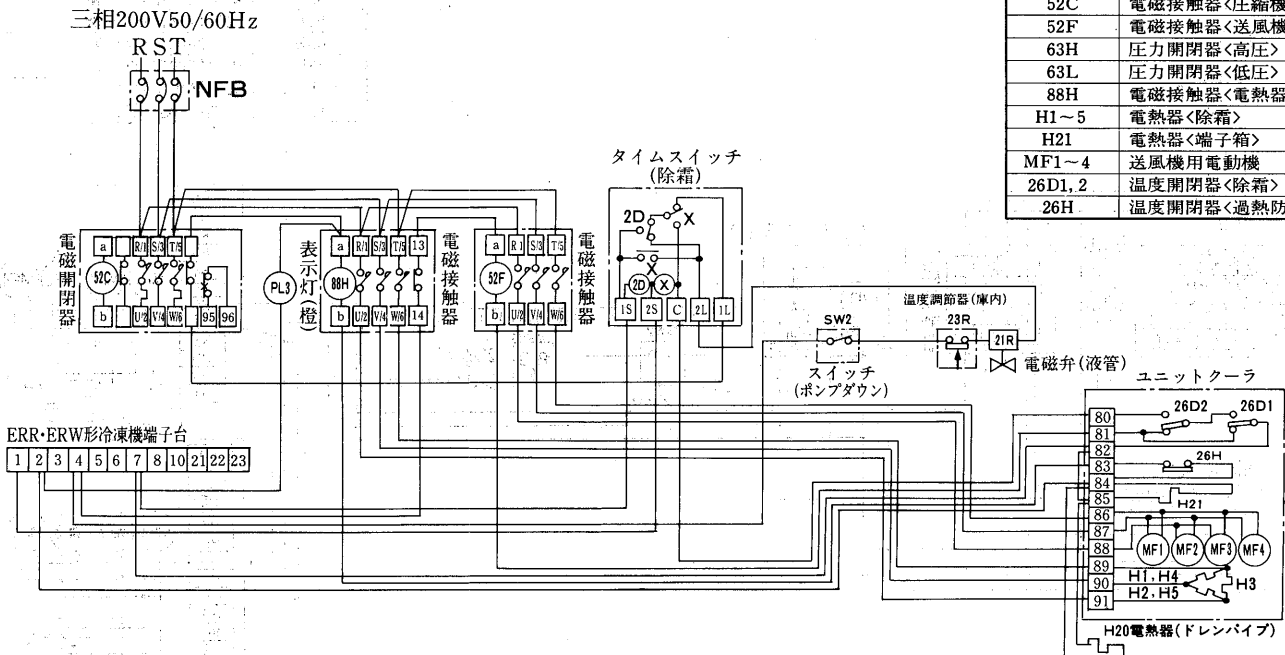 三相200V50/60Hz
R S T
NFB
52C 電磁接触器<圧縮機
52F 電磁接触器<送風機
63H 圧力開閉器<高圧>
63L 圧力開閉器<低圧>
88H 電磁接触器<電熱器
H1~5 電熱器<除霜>
H21 電熱器<端子箱>
MF1~4 送風機用電動機
26D1,2 温度開閉器<除霜>
26H 温度開閉器<過熱防
タイムスイッチ
(除霜)
2D X
X
2D X
1S 2S C 2L 1L
電磁開閉器
a R/1 S/3 T/5
52C
b U/2 V/4 W/6 95 96
PL3
表示灯(橙)
a R/1 S/3 T/5 13
88H
b U/2 V/4 W/6 14
電磁接触器
a R1 S/3 T/5
52F
b U/2 V/4 W/6
電磁接触器
SW2
スイッチ
(ポンプダウン)
温度調節器(庫内)
23R
21R
電磁弁(液管)
ユニットクーラ
80
81
82
83
84
85
86
87
88
89
90
91
26D2 26D1
26H
H21
MF1 MF2 MF3 MF4
H1,H4
H2,H5
H3
H20電熱器(ドレンパイプ)
ERR・ERW形冷凍機端子台
1 2 3 4 5 6 7 8 10 21 22 23